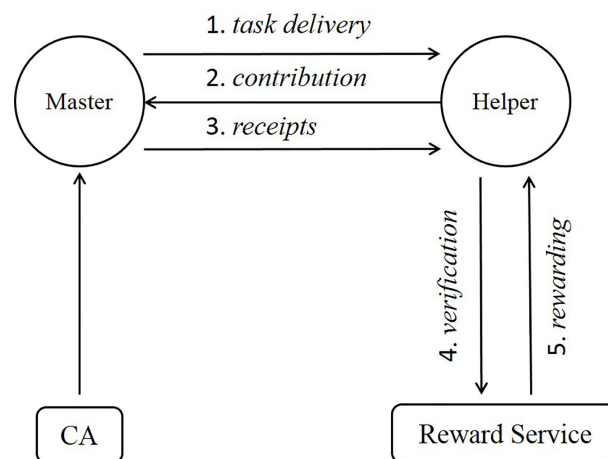 1. task delivery
2. contribution
3. receipts
Master
Helper
4. verification
5. rewarding
CA
Reward Service